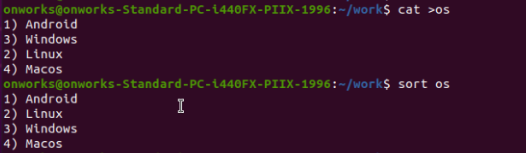 onworks@onworks-Standard-PC-i440FX-PIIX-1996:~/work$ cat >os
1) Android
3) Windows
2) Linux
4) Macos
onworks@onworks-Standard-PC-i440FX-PIIX-1996:~/work$ sort os
1) Android
2) Linux
3) Windows
4) Macos